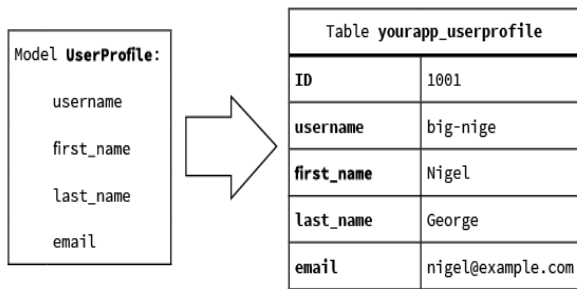 Model UserProfile:
username
first_name
last_name
email
Table yourapp_userprofile
ID 1001
username big-nige
first_name Nigel
last_name George
email nigel@example.com